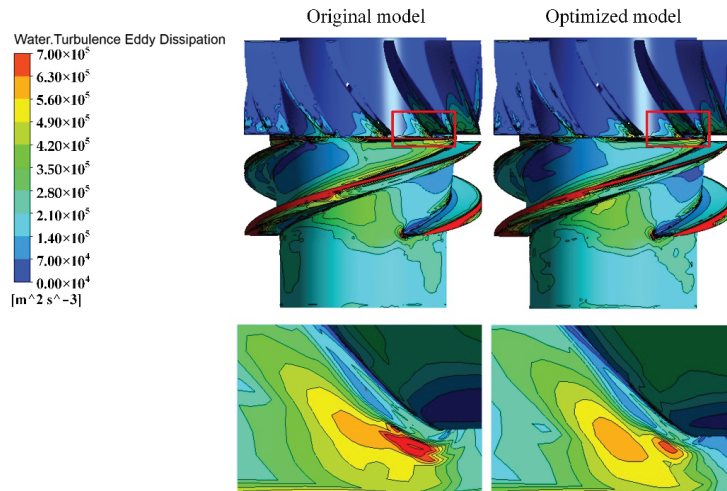 Original model
Optimized model
Water.Turbulence Eddy Dissipation
7.00×10⁵
6.30×10⁵
5.60×10⁵
4.90×10⁵
4.20×10⁵
3.50×10⁵
2.80×10⁵
2.10×10⁵
1.40×10⁵
7.00×10⁴
0.00×10⁴
[m^2 s^-3]